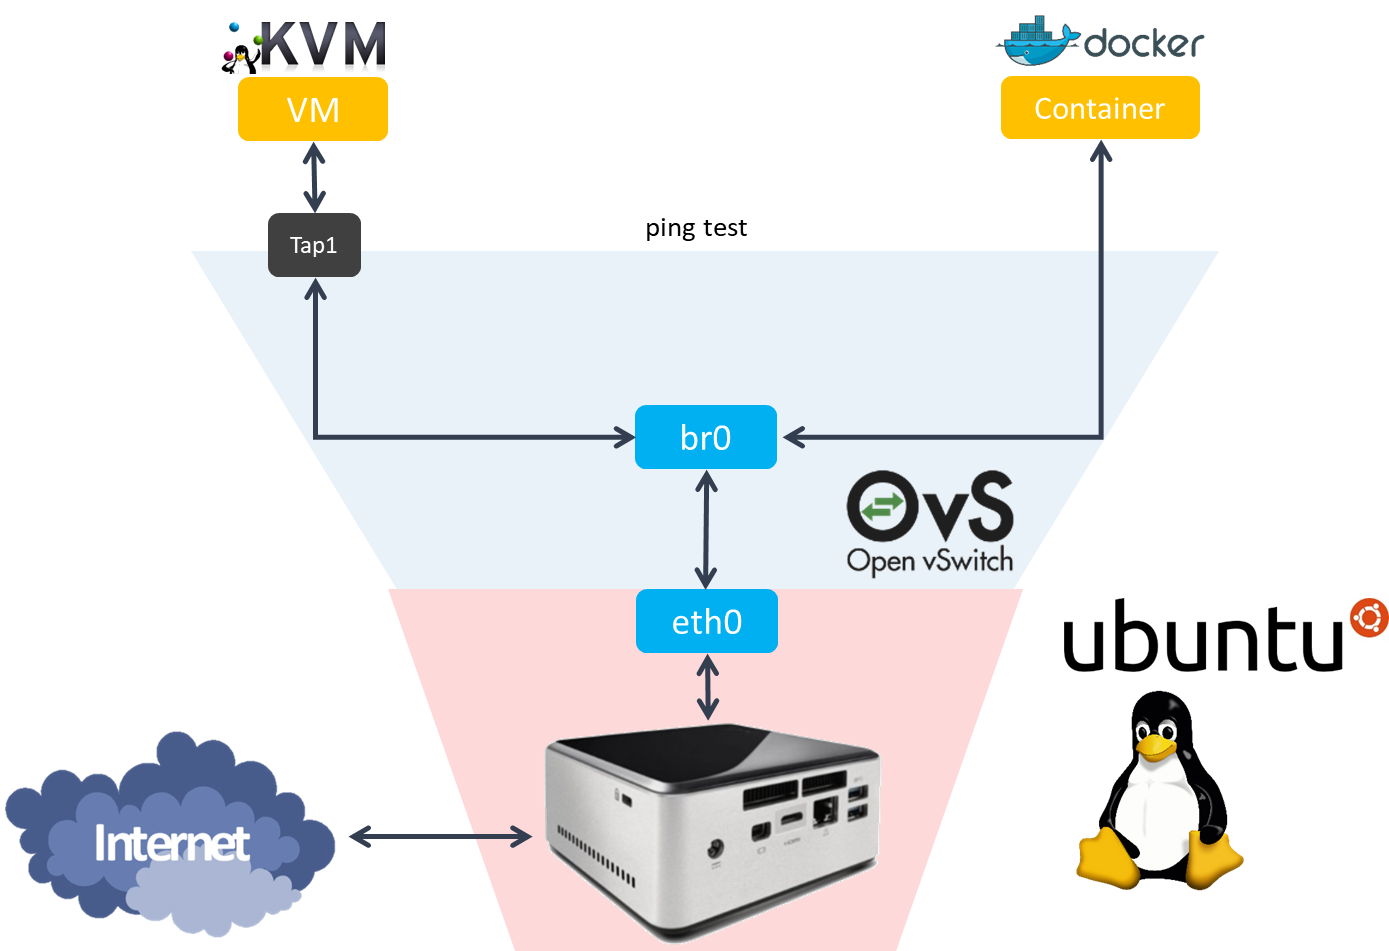 KVM
docker
VM
Container
ping test
Tap1
br0
OvS
Open vSwitch
eth0
ubuntu
Internet